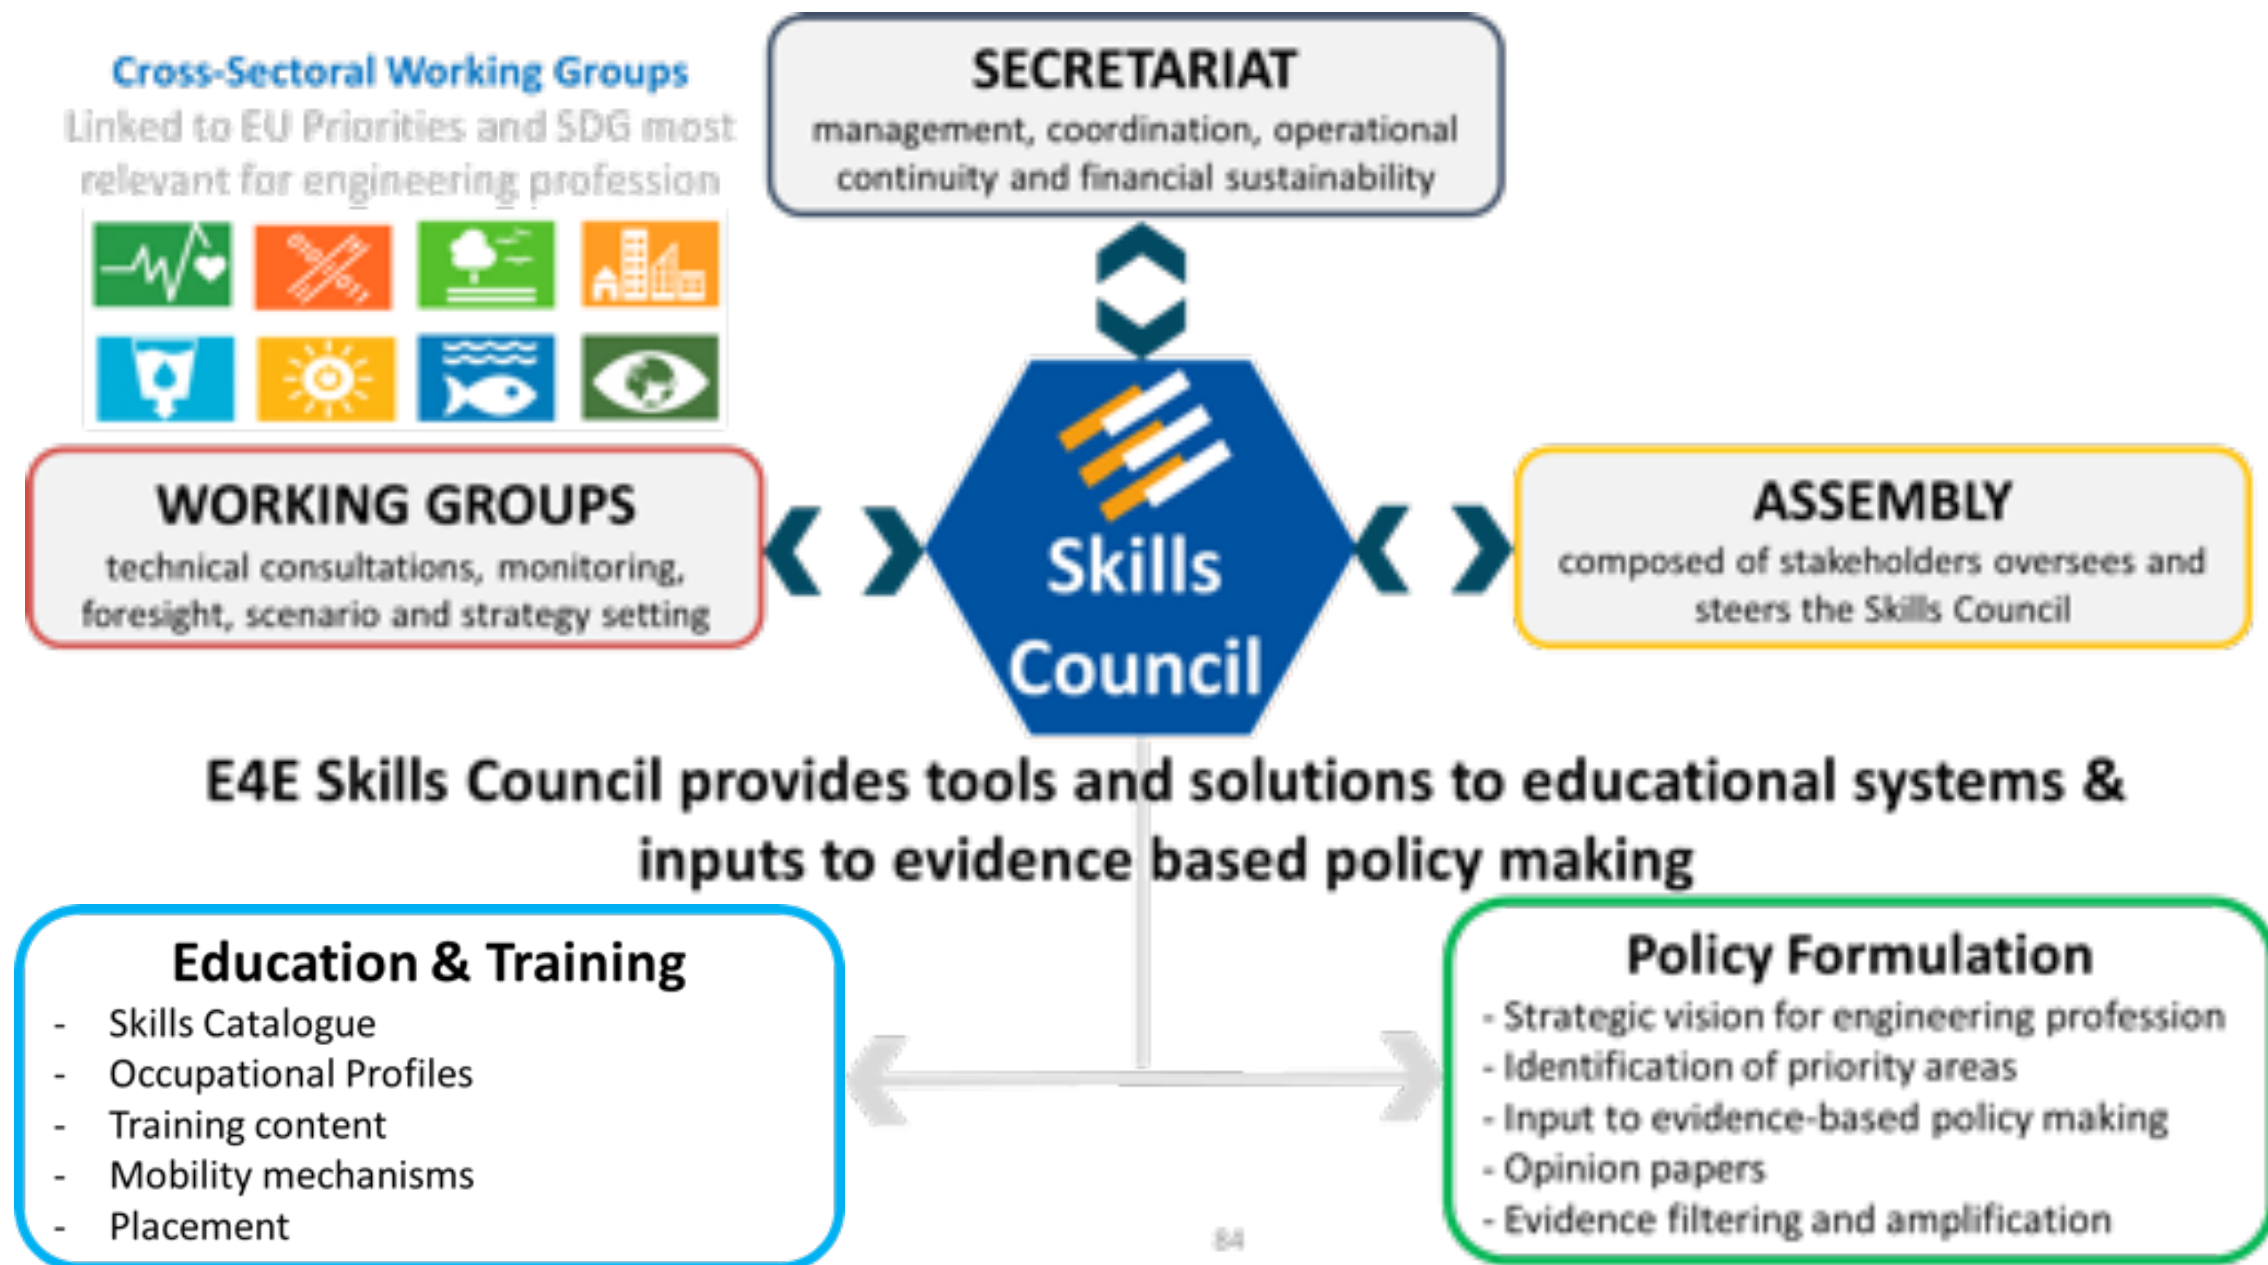 Cross-Sectoral Working Groups
Linked to EU Priorities and SDG most
relevant for engineering profession
SECRETARIAT
management, coordination, operational
continuity and financial sustainability
WORKING GROUPS
technical consultations, monitoring,
foresight, scenario and strategy setting
Skills
Council
ASSEMBLY
composed of stakeholders oversees and
steers the Skills Council
E4E Skills Council provides tools and solutions to educational systems &
inputs to evidence based policy making
Education & Training
- Skills Catalogue
- Occupational Profiles
- Training content
- Mobility mechanisms
- Placement
Policy Formulation
- Strategic vision for engineering profession
- Identification of priority areas
- Input to evidence-based policy making
- Opinion papers
- Evidence filtering and amplification
84